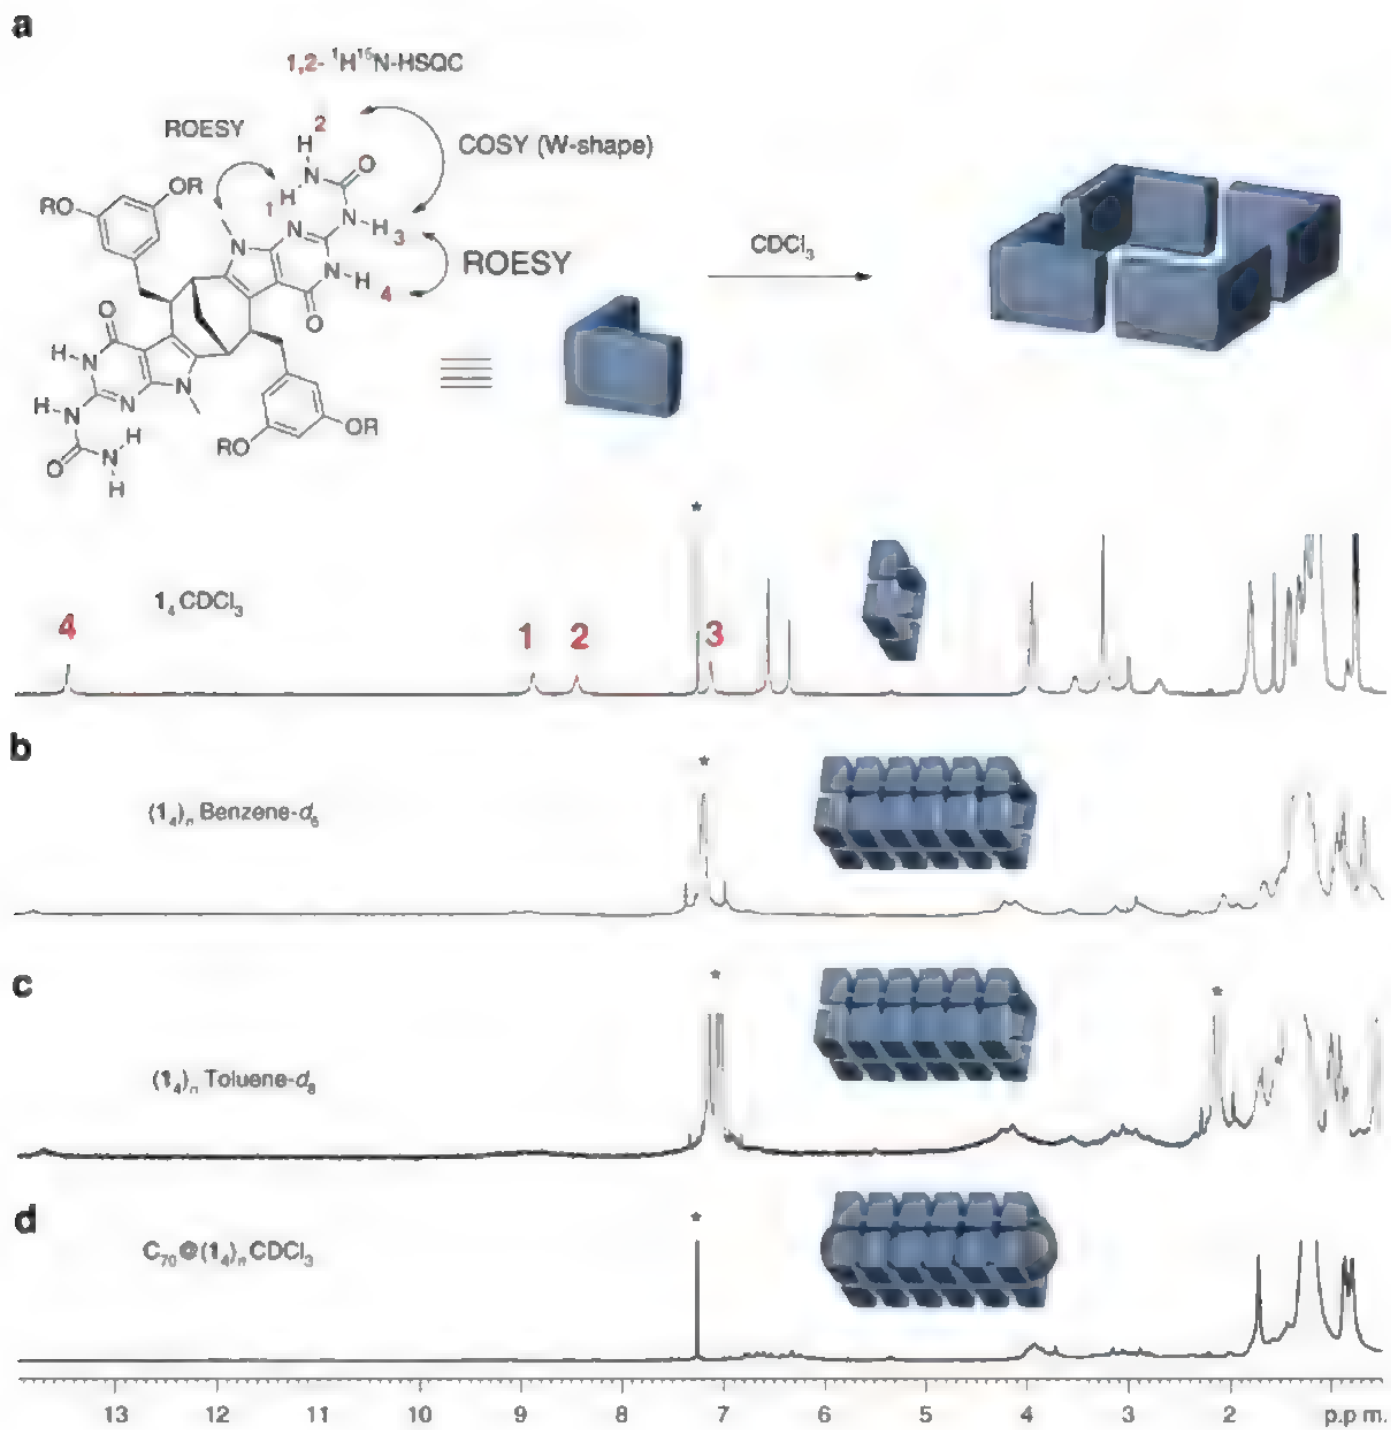 a
1,2- ¹H¹⁵N-HSQC
ROESY
2
H
COSY (W-shape)
N
O
H
1
OR
RO
N
H
3
N
N
ROESY
N
H
4
O
CDCl₃
O
H
N
H
N
N
N
O
N
H
H
OR
RO
*
1₄ CDCl₃
4
1
2
3
b
*
(1₄)ₙ Benzene-d₆
c
*
*
(1₄)ₙ Toluene-d₈
d
*
C₇₀@(1₄)ₙ CDCl₃
13 12 11 10 9 8 7 6 5 4 3 2 p.p m.